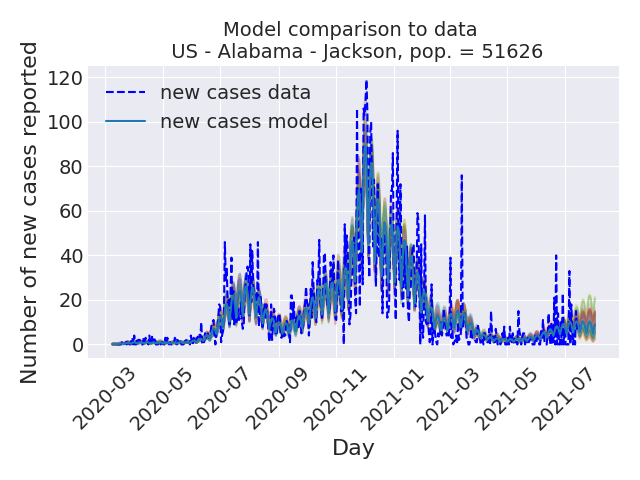 Model comparison to data
US - Alabama - Jackson, pop. = 51626
Number of new cases reported
120
100
80
60
40
20
0
new cases data
new cases model
2020-03
2020-05
2020-07
2020-09
2020-11
2021-01
2021-03
2021-05
2021-07
Day